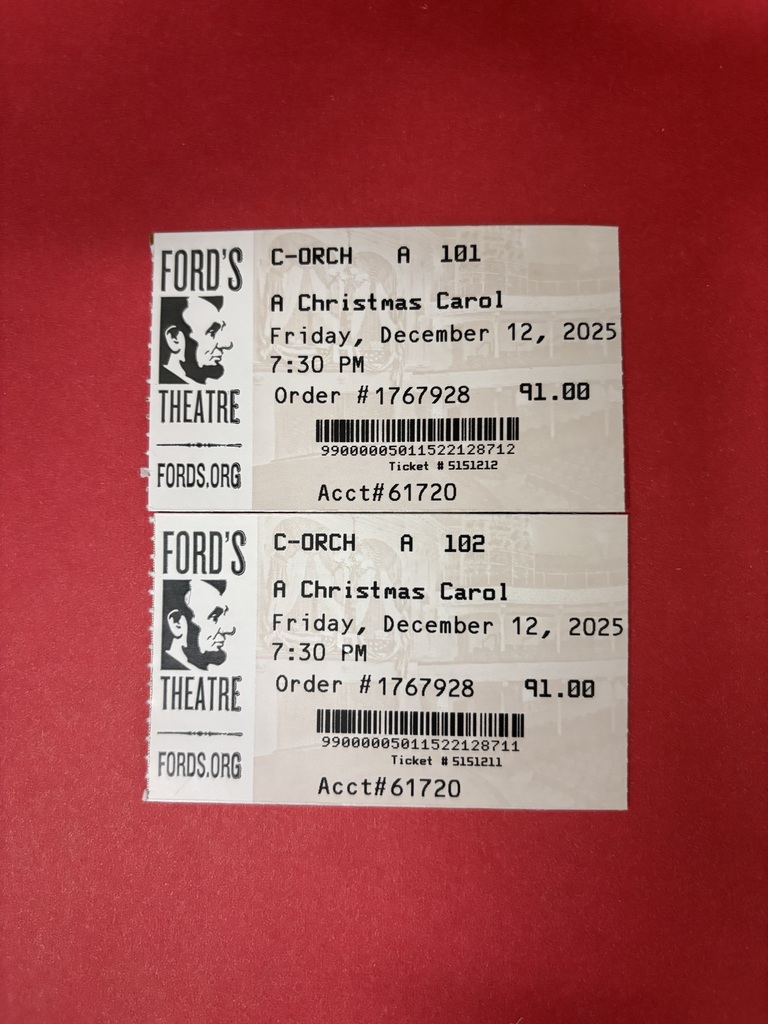 FORD'S
THEATRE
FORDS.ORG
C-ORCH A 101
A Christmas Carol
Friday, December 12, 2025
7:30 PM
Order #1767928 91.00
99000005011522128712
Ticket # 5151212
Acct#61720
FORD'S
THEATRE
FORDS.ORG
C-ORCH A 102
A Christmas Carol
Friday, December 12, 2025
7:30 PM
Order #1767928 91.00
99000005011522128711
Ticket # 5151211
Acct#61720